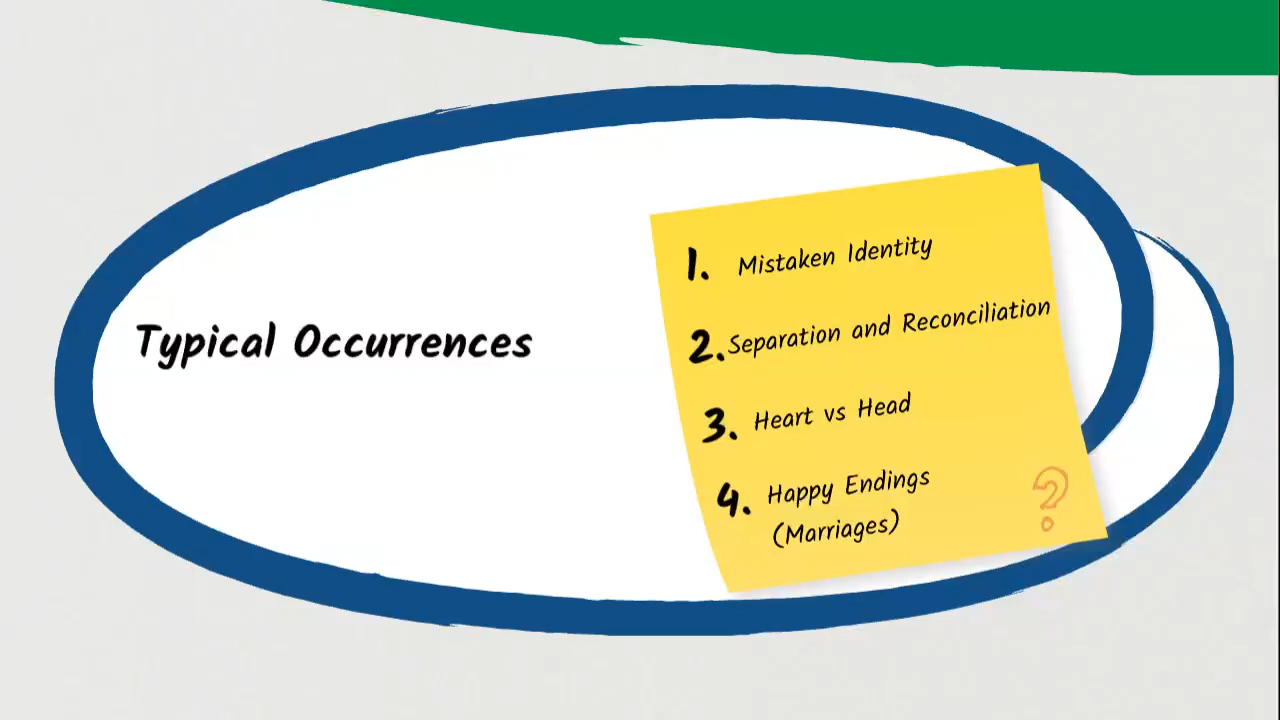 Typical Occurrences
1. Mistaken Identity
2. Separation and Reconciliation
3. Heart vs Head
4. Happy Endings
(Marriages)
?